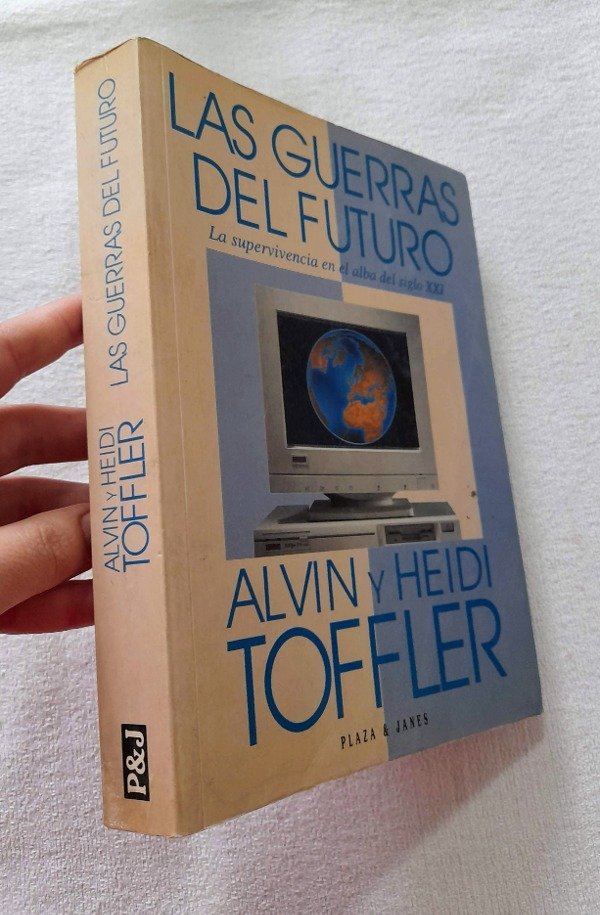 LAS GUERRAS
DEL FUTURO
La supervivencia en el alba del siglo XXI
ALVIN Y HEIDI
TOFFLER
PLAZA & JANES
LAS GUERRAS DEL FUTURO
ALVIN Y HEIDI
TOFFLER
P&J